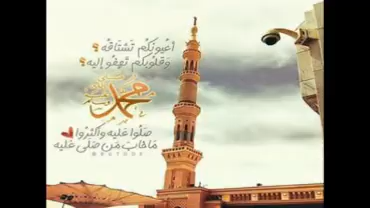 أعيونكم تشتاقه؟
وقلوبكم تهفو إليه؟
محمد
صلوا عليه وأكثروا
ما خاب من صلى عليه